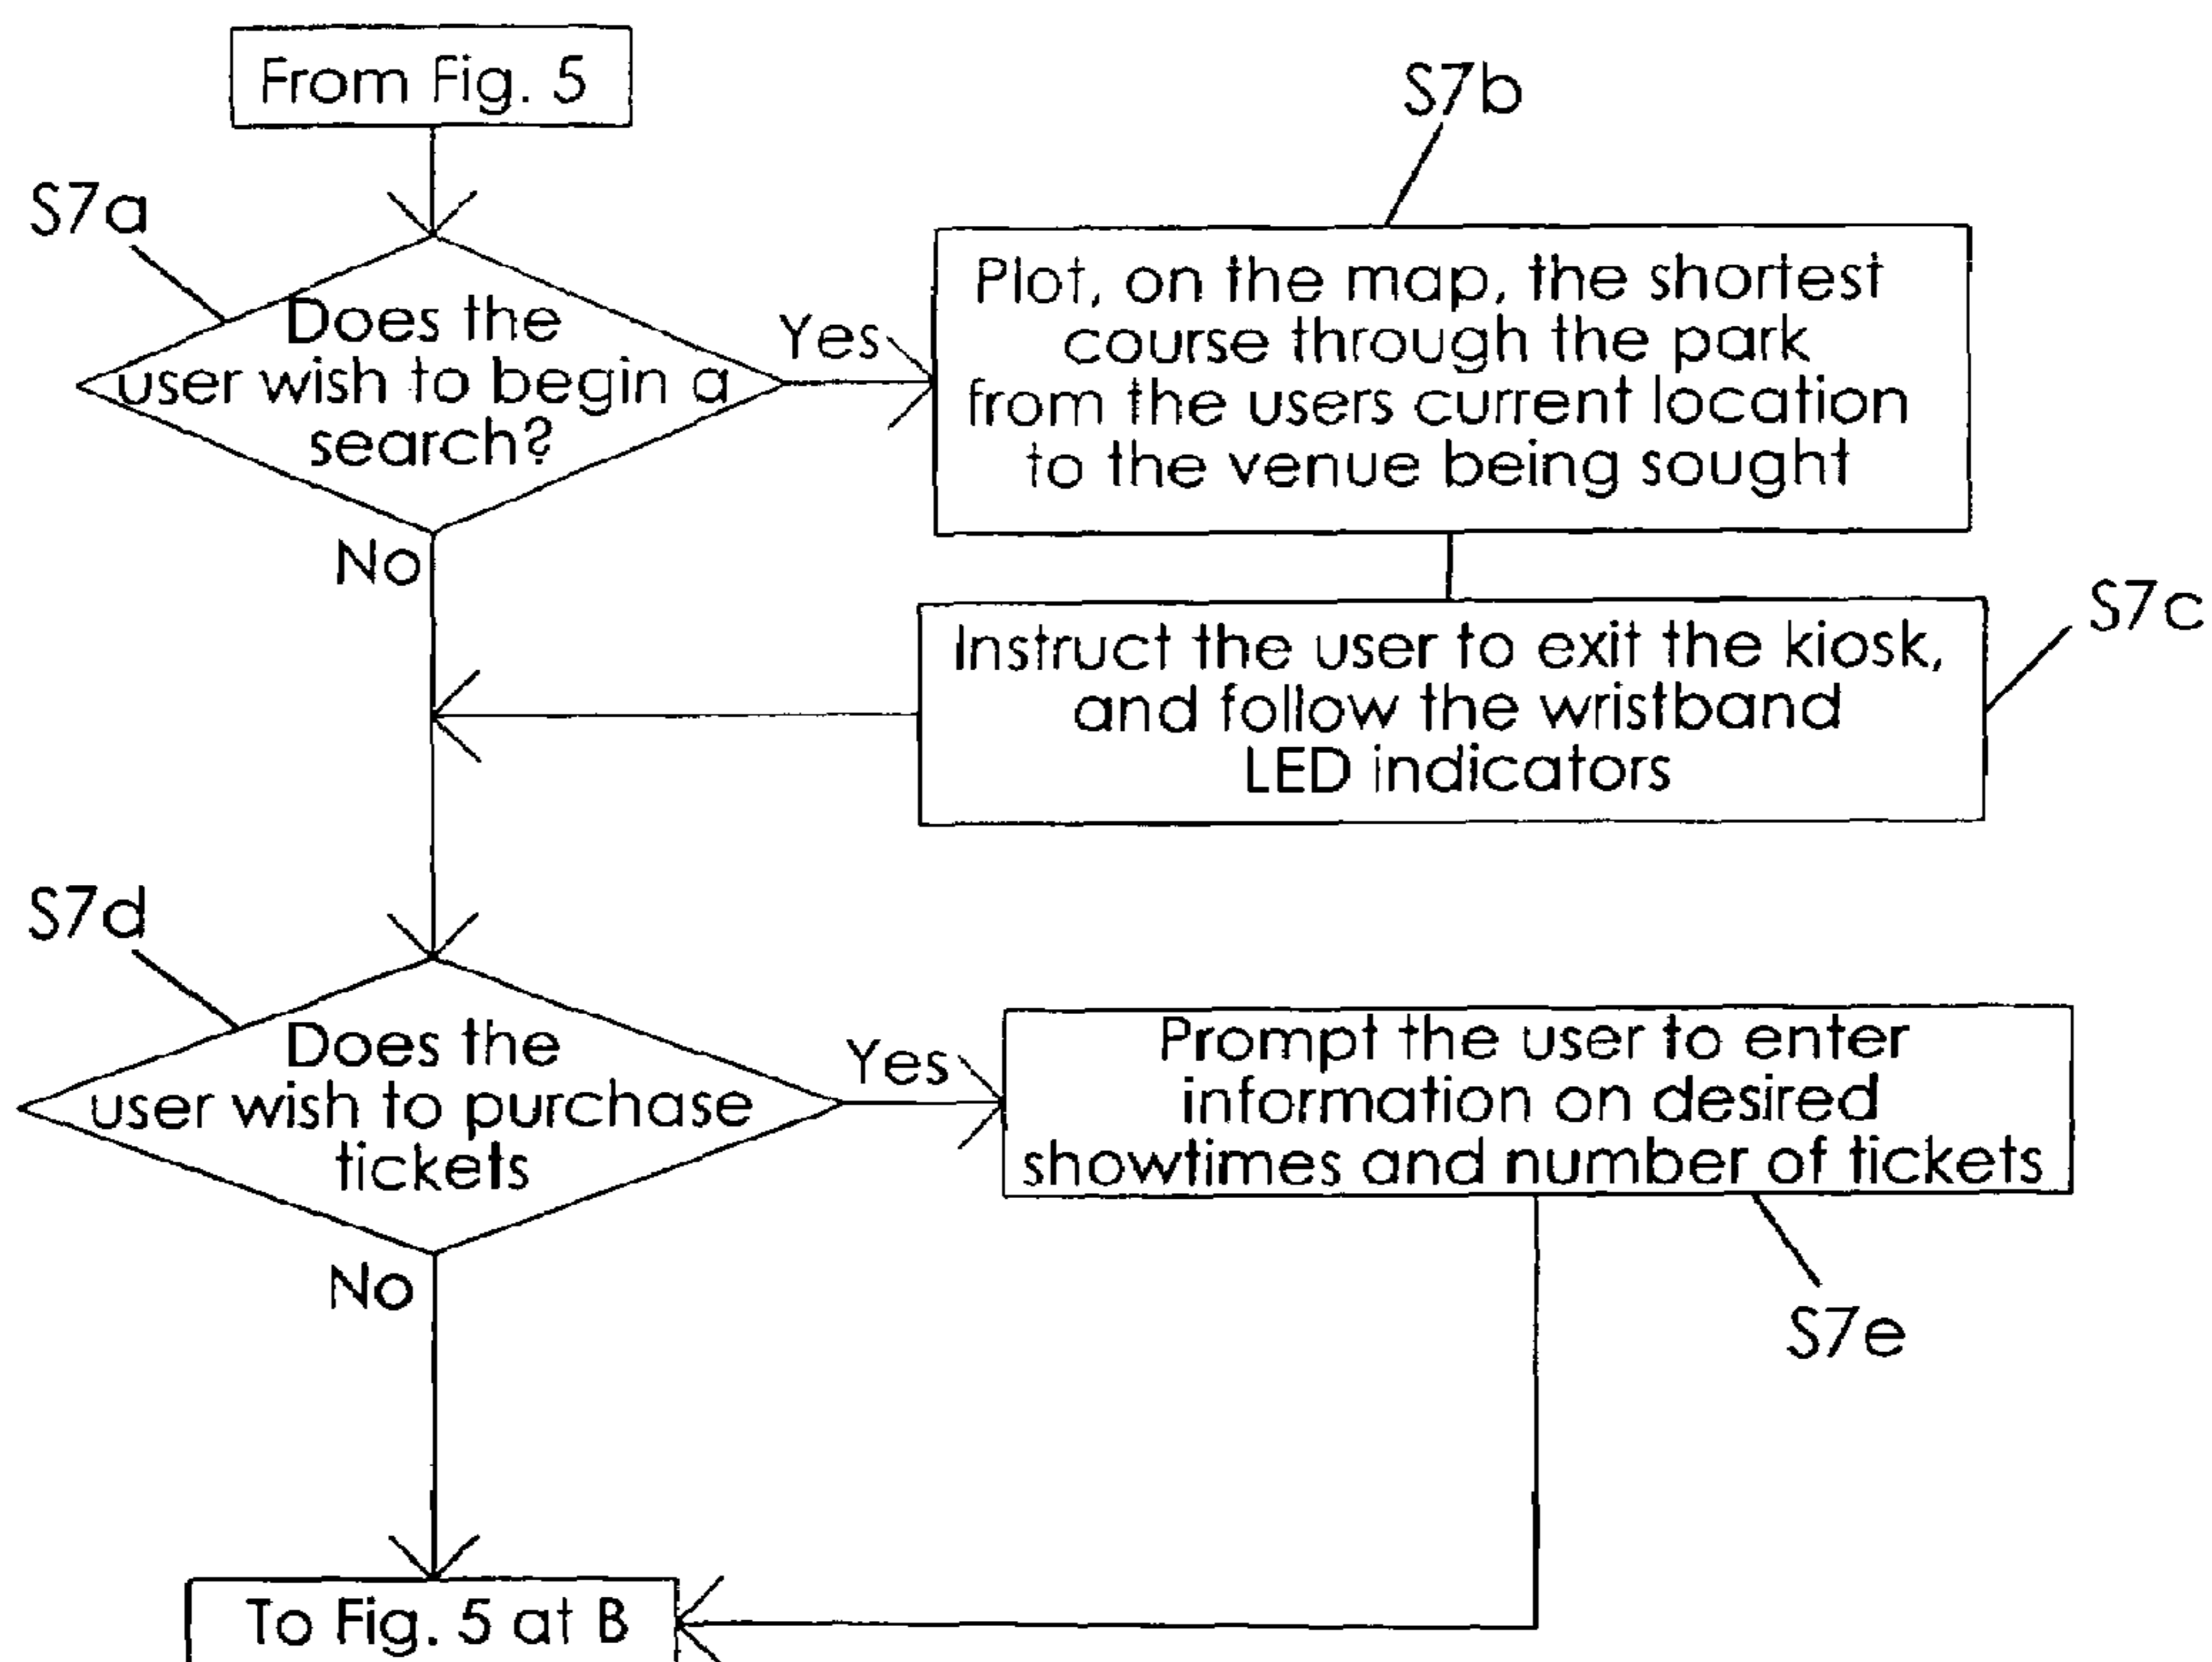 From Fig. 5
S7b
S7a
Does the
user wish to begin a
search?
Yes
Plot, on the map, the shortest
course through the park
from the users current location
to the venue being sought
No
S7c
Instruct the user to exit the kiosk,
and follow the wristband
LED indicators
S7d
Does the
user wish to purchase
tickets
Yes
Prompt the user to enter
information on desired
showtimes and number of tickets
No
S7e
To Fig. 5 at B